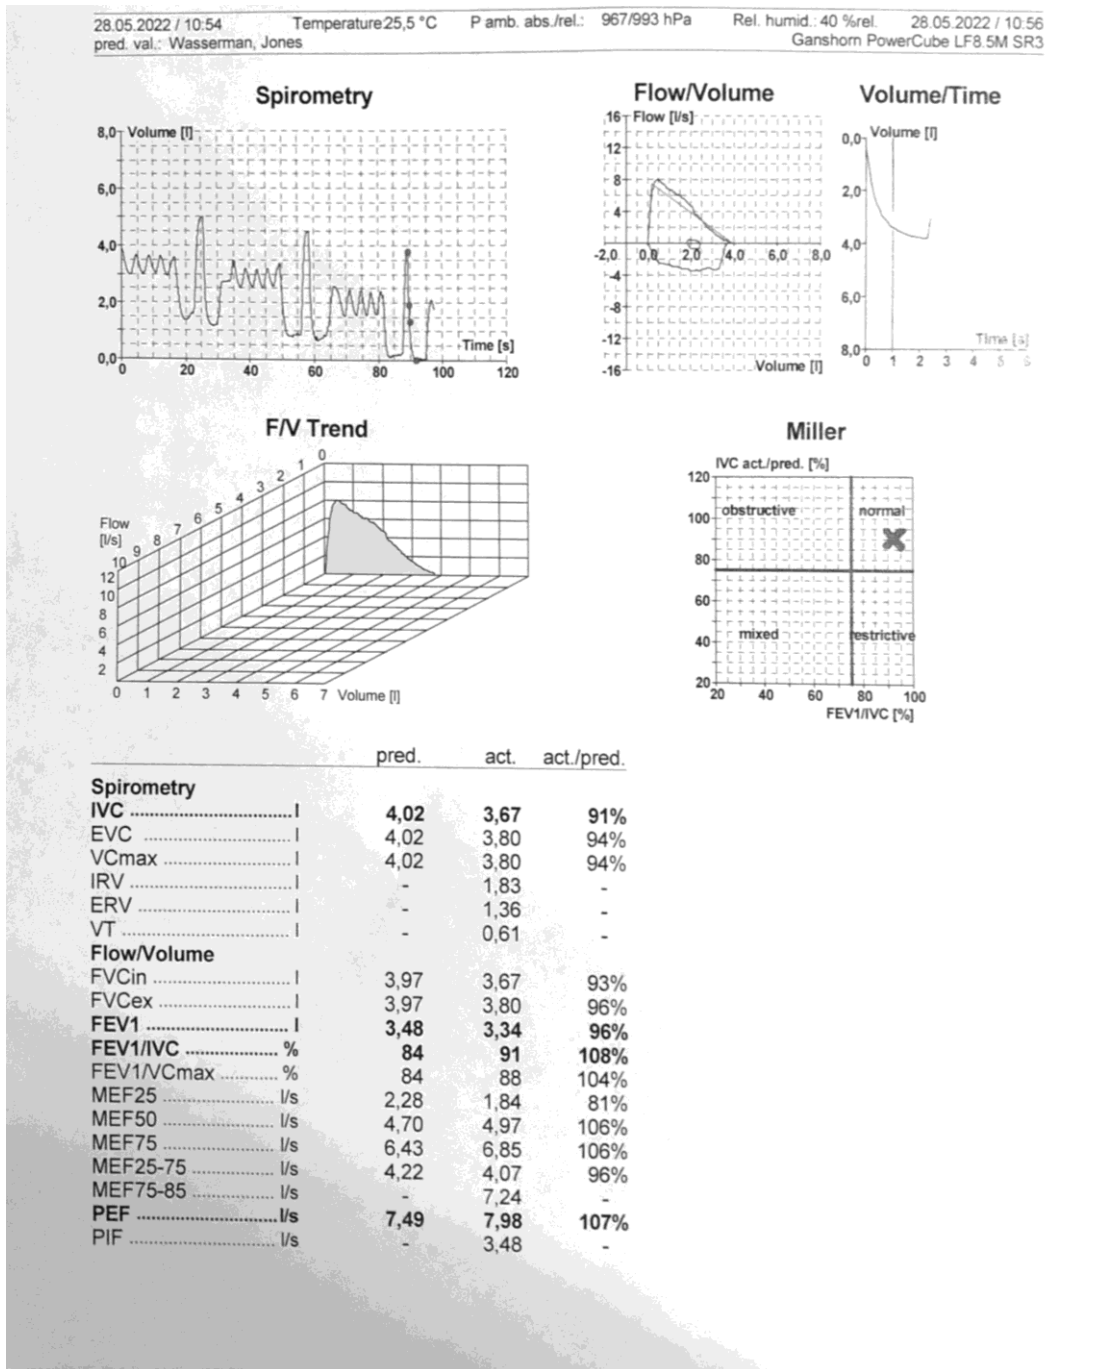 28.05.2022 / 10:54 Temperature:25,5 °C P amb. abs./rel.: 967/993 hPa Rel. humid.: 40 %rel. 28.05.2022 / 10:56
pred. val.: Wasserman, Jones Ganshorn PowerCube LF8.5M SR3
Spirometry
8,0 Volume [l]
6,0
4,0
2,0
0,0 Time [s]
0 20 40 60 80 100 120
Flow/Volume
16 Flow [l/s]
12
8
4
-2,0 0,0 2,0 4,0 6,0 8,0
-4
-8
-12
-16 Volume [l]
Volume/Time
0,0 Volume [l]
2,0
4,0
6,0
8,0 Time [s]
0 1 2 3 4 5 6
F/V Trend
0
1
2
3
4
5
6
7
8
9
10
Flow
[l/s]
12
10
8
6
4
2
0 1 2 3 4 5 6 7 Volume [l]
Miller
IVC act./pred. [%]
120
100 obstructive normal
80
60
40 mixed restrictive
20
20 40 60 80 100
FEV1/IVC [%]
pred. act. act./pred.
Spirometry
IVC ................................ l 4,02 3,67 91%
EVC ............................... l 4,02 3,80 94%
VCmax ........................... l 4,02 3,80 94%
IRV ................................. l - 1,83 -
ERV ................................ l - 1,36 -
VT ................................... l - 0,61 -
Flow/Volume
FVCin ............................. l 3,97 3,67 93%
FVCex ............................ l 3,97 3,80 96%
FEV1 .............................. l 3,48 3,34 96%
FEV1/IVC .................. % 84 91 108%
FEV1/VCmax ........... % 84 88 104%
MEF25 ...................... l/s 2,28 1,84 81%
MEF50 ...................... l/s 4,70 4,97 106%
MEF75 ...................... l/s 6,43 6,85 106%
MEF25-75 ................. l/s 4,22 4,07 96%
MEF75-85 ................. l/s - 7,24 -
PEF ........................... l/s 7,49 7,98 107%
PIF ............................ l/s - 3,48 -